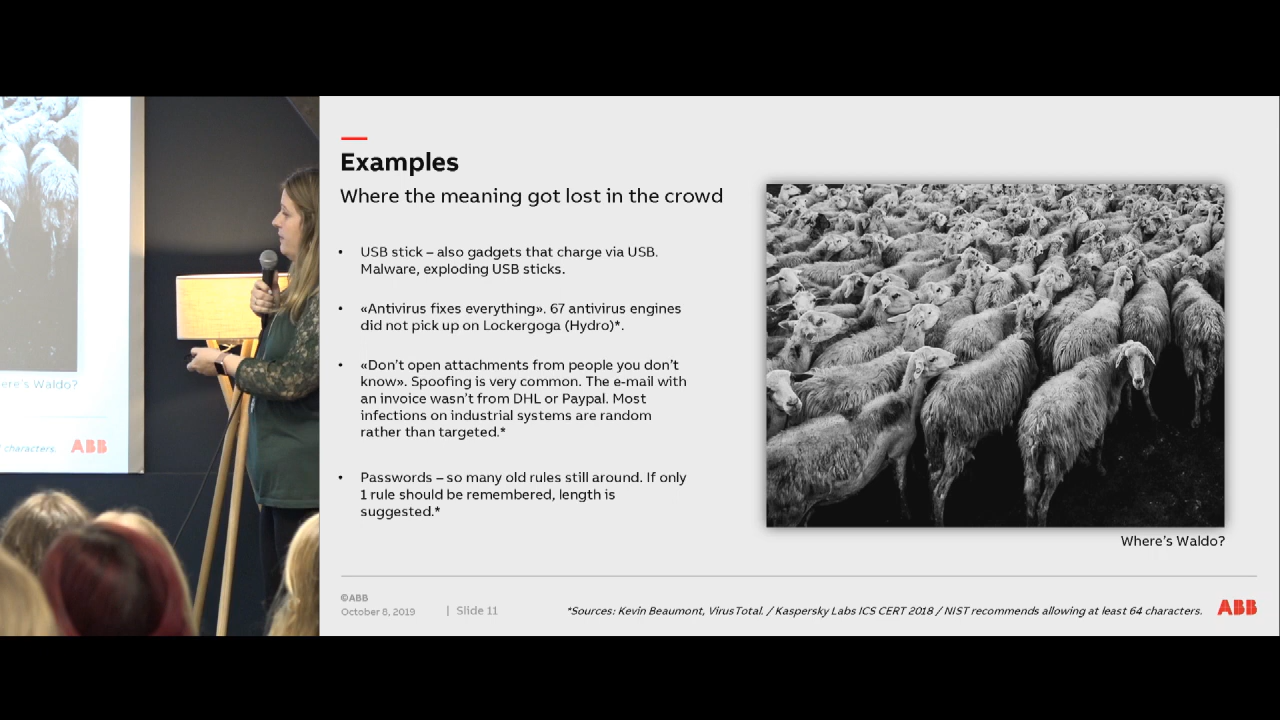 Examples
Where the meaning got lost in the crowd
• USB stick – also gadgets that charge via USB.
Malware, exploding USB sticks.
• «Antivirus fixes everything». 67 antivirus engines
did not pick up on Lockergoga (Hydro)*.
• «Don't open attachments from people you don't
know». Spoofing is very common. The e-mail with
an invoice wasn't from DHL or Paypal. Most
infections on industrial systems are random
rather than targeted.*
• Passwords – so many old rules still around. If only
1 rule should be remembered, length is
suggested.*
Where's Waldo?
©ABB
October 8, 2019 | Slide 11
*Sources: Kevin Beaumont, VirusTotal. / Kaspersky Labs ICS CERT 2018 / NIST recommends allowing at least 64 characters.
ABB
Waldo?
characters.
ABB